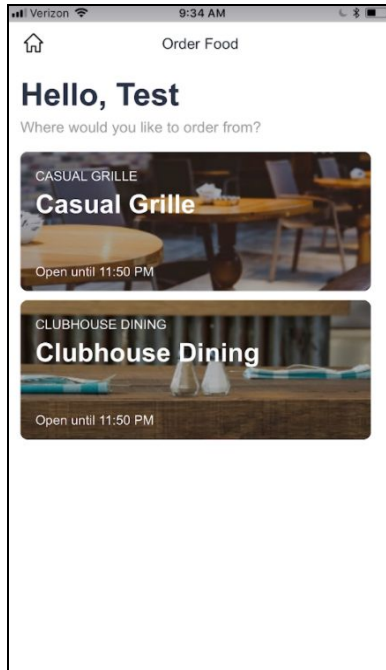 Verizon 9:34 AM
Order Food
Hello, Test
Where would you like to order from?
CASUAL GRILLE
Casual Grille
Open until 11:50 PM
CLUBHOUSE DINING
Clubhouse Dining
Open until 11:50 PM